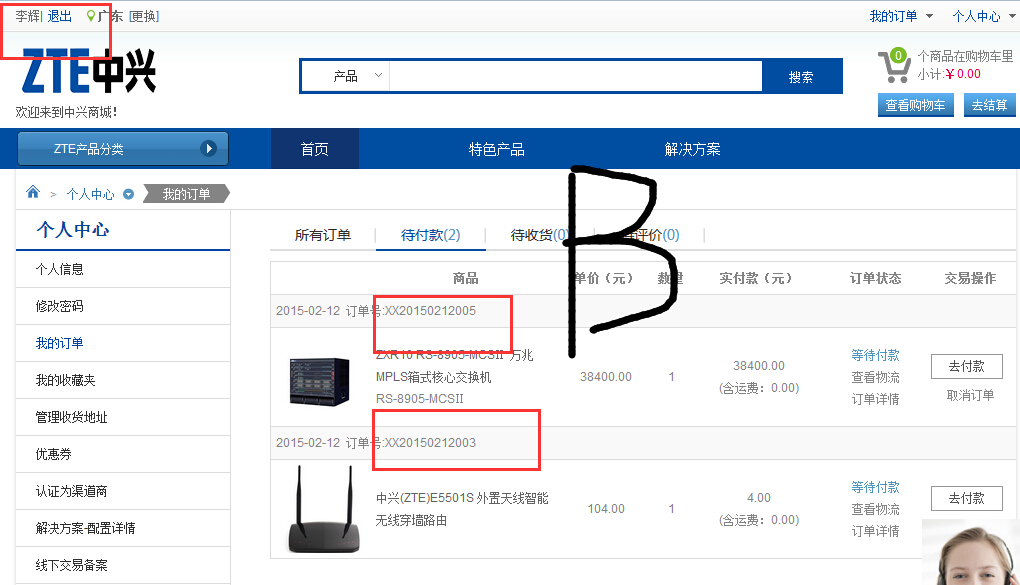 李辉| 退出 广东 [更换] 我的订单 个人中心
ZTE中兴
欢迎来到中兴商城!
产品 搜索
0 个商品在购物车里
小计:¥ 0.00
查看购物车 去结算
ZTE产品分类 首页 特色产品 解决方案
> 个人中心 我的订单
个人中心
个人信息
修改密码
我的订单
我的收藏夹
管理收货地址
优惠券
认证为渠道商
解决方案-配置详情
线下交易备案
所有订单 待付款(2) 待收货(0) 评价(0)
B
商品 单价（元） 数量 实付款（元） 订单状态 交易操作
2015-02-12 订单号:XX20150212005
ZXR10 RS-8905-MCSII 万兆
MPLS箱式核心交换机
RS-8905-MCSII
38400.00 1 38400.00
(含运费：0.00)
等待付款
查看物流
订单详情
去付款
取消订单
2015-02-12 订单号:XX20150212003
中兴(ZTE)E5501S 外置天线智能
无线穿墙路由
104.00 1 4.00
(含运费：0.00)
等待付款
查看物流
订单详情
去付款